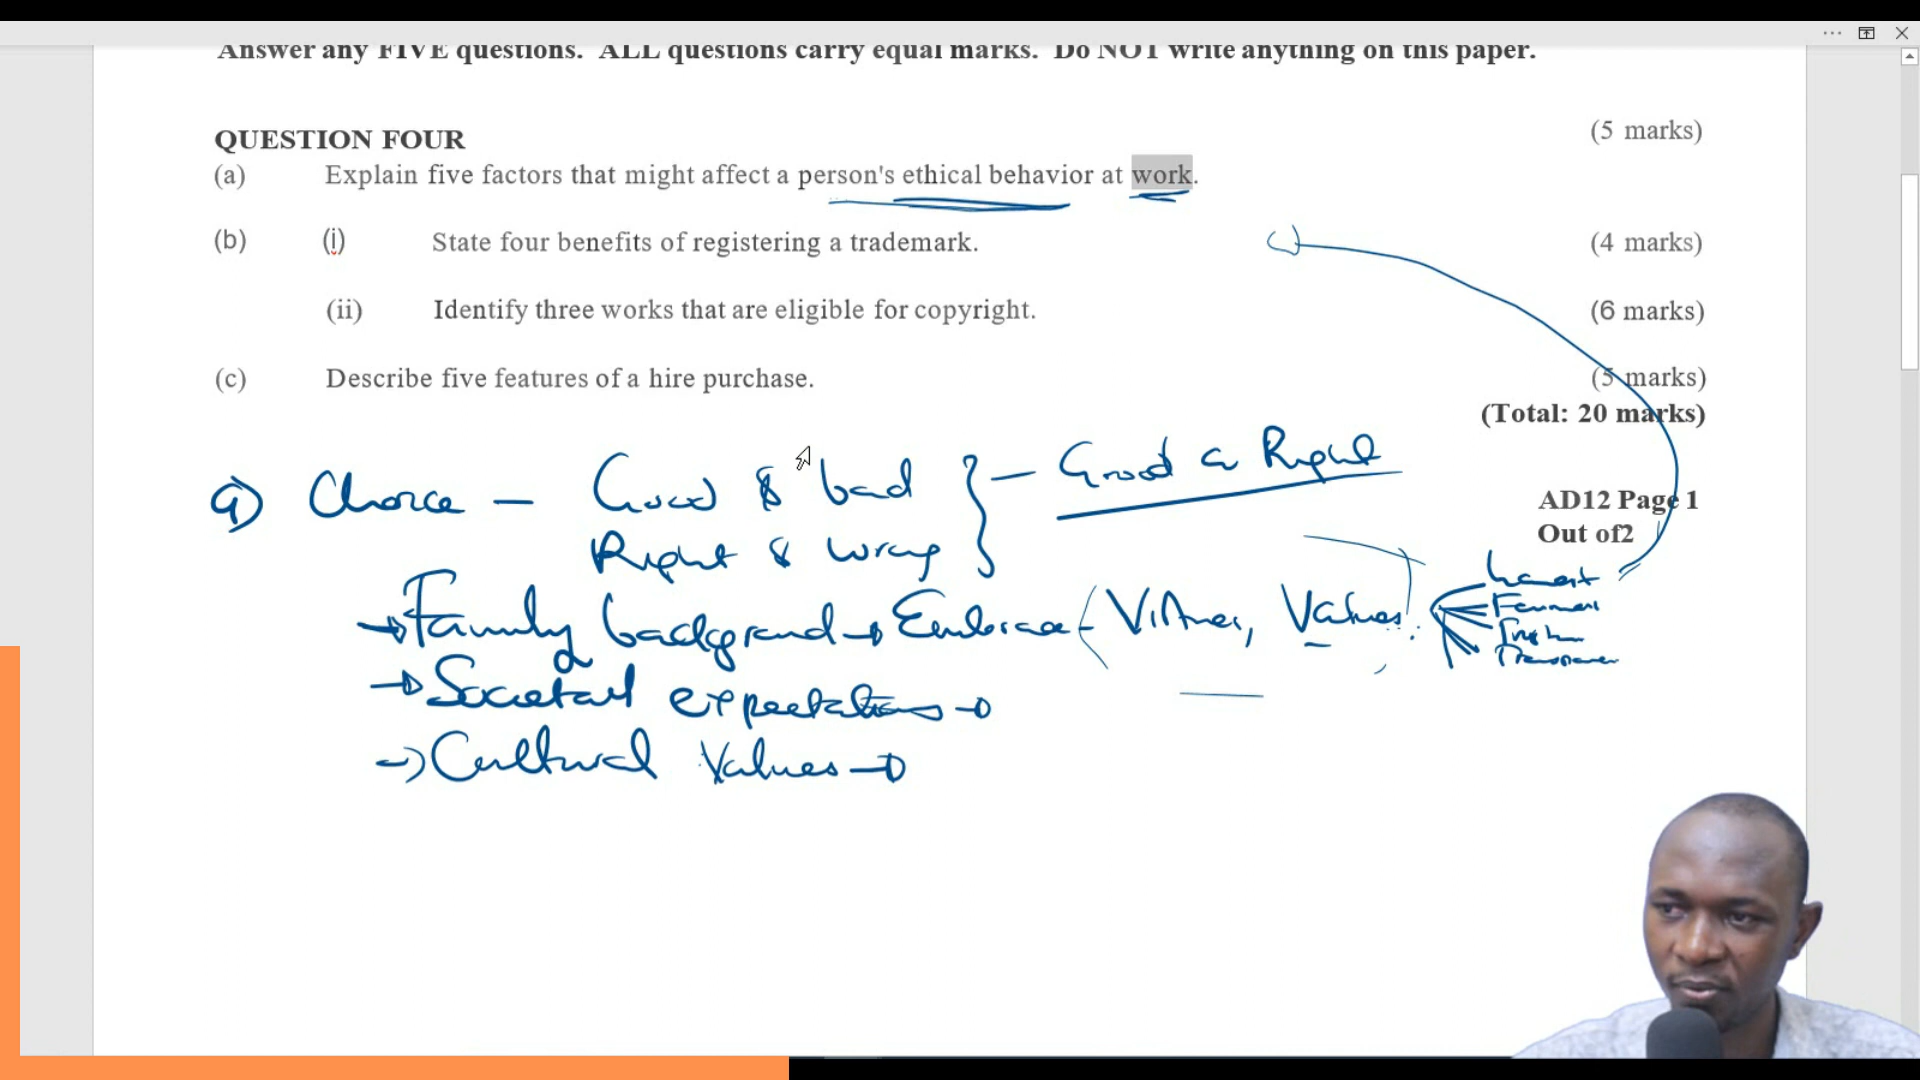 Answer any FIVE questions. ALL questions carry equal marks. Do NOT write anything on this paper.
QUESTION FOUR (5 marks)
(a) Explain five factors that might affect a person's ethical behavior at work.
(b) (i) State four benefits of registering a trademark. (4 marks)
(ii) Identify three works that are eligible for copyright. (6 marks)
(c) Describe five features of a hire purchase. (5 marks)
(Total: 20 marks)
a) Choice - Good & bad } - Good & Right
Right & wrong
AD12 Page 1
Out of2
→ Family background → Embrace (Virtues, Values)
→ Societal expectations →
→ Cultural Values →